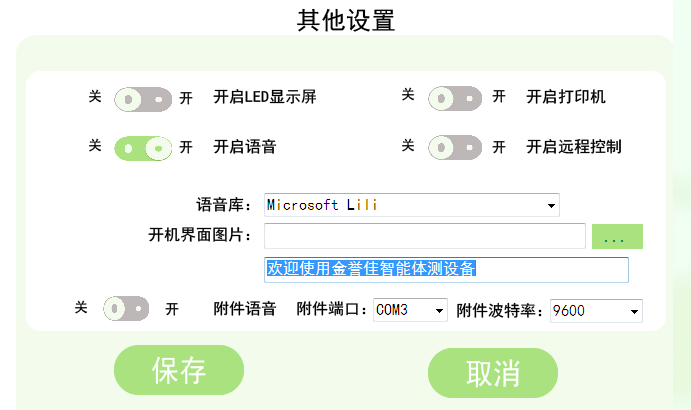 其他设置
关 开 开启LED显示屏 关 开 开启打印机
关 开 开启语音 关 开 开启远程控制
语音库: Microsoft Lili
开机界面图片: ...
欢迎使用金誉佳智能体测设备
关 开 附件语音 附件端口: COM3 附件波特率: 9600
保存 取消